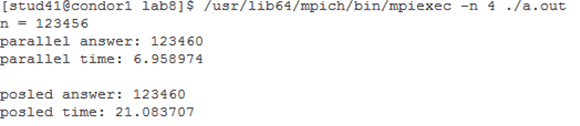 [stud41@condor1 lab8]$ /usr/lib64/mpich/bin/mpiexec -n 4 ./a.out
n = 123456
parallel answer: 123460
parallel time: 6.958974
posled answer: 123460
posled time: 21.083707